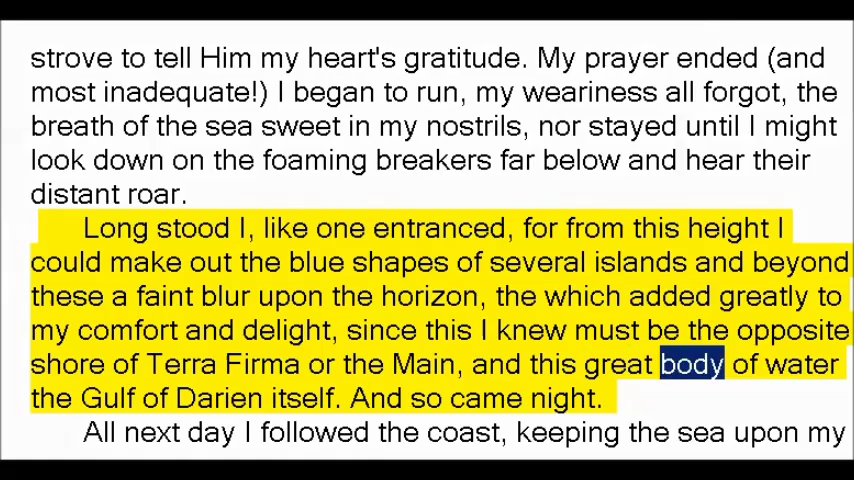 strove to tell Him my heart's gratitude. My prayer ended (and
most inadequate!) I began to run, my weariness all forgot, the
breath of the sea sweet in my nostrils, nor stayed until I might
look down on the foaming breakers far below and hear their
distant roar.
Long stood I, like one entranced, for from this height I
could make out the blue shapes of several islands and beyond
these a faint blur upon the horizon, the which added greatly to
my comfort and delight, since this I knew must be the opposite
shore of Terra Firma or the Main, and this great body of water
the Gulf of Darien itself. And so came night.
All next day I followed the coast, keeping the sea upon my